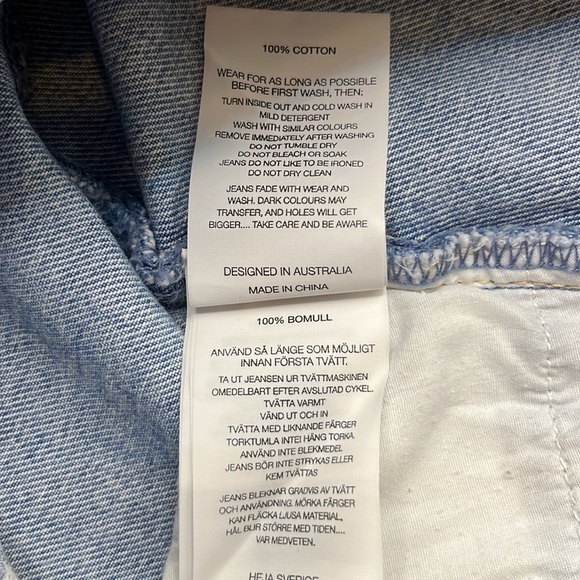 100% COTTON
WEAR FOR AS LONG AS POSSIBLE
BEFORE FIRST WASH, THEN:
TURN INSIDE OUT AND COLD WASH IN
MILD DETERGENT
WASH WITH SIMILAR COLOURS
REMOVE IMMEDIATELY AFTER WASHING
DO NOT TUMBLE DRY
DO NOT BLEACH OR SOAK
JEANS DO NOT LIKE TO BE IRONED
DO NOT DRY CLEAN
JEANS FADE WITH WEAR AND
WASH. DARK COLOURS MAY
TRANSFER, AND HOLES WILL GET
BIGGER.... TAKE CARE AND BE AWARE
DESIGNED IN AUSTRALIA
MADE IN CHINA
100% BOMULL
ANVÄND SÅ LÄNGE SOM MÖJLIGT
INNAN FÖRSTA TVÄTT.
TA UT JEANSEN UR TVÄTTMASKINEN
OMEDELBART EFTER AVSLUTAD CYKEL.
TVÄTTA VARMT
VÄND UT OCH IN
TVÄTTA MED LIKNANDE FÄRGER
TORKTUMLA INTE! HÄNG TORKA.
ANVÄND INTE BLEKMEDEL
JEANS BÖR INTE STRYKAS ELLER
KEM TVÄTTAS
JEANS BLEKNAR GRADVIS AV TVÄTT
OCH ANVÄNDNING. MÖRKA FÄRGER
KAN FLÄCKA LJUSA MATERIAL,
HÅL BLIR STÖRRE MED TIDEN....
VAR MEDVETEN.
HEJA SVERIGE